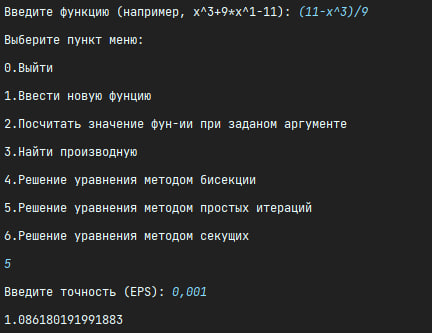 Введите функцию (например, x^3+9*x^1-11): (11-x^3)/9
Выберите пункт меню:
0.Выйти
1.Ввести новую фунцию
2.Посчитать значение фун-ии при заданом аргументе
3.Найти производную
4.Решение уравнения методом бисекции
5.Решение уравнения методом простых итераций
6.Решение уравнения методом секущих
5
Введите точность (EPS): 0,001
1.086180191991883